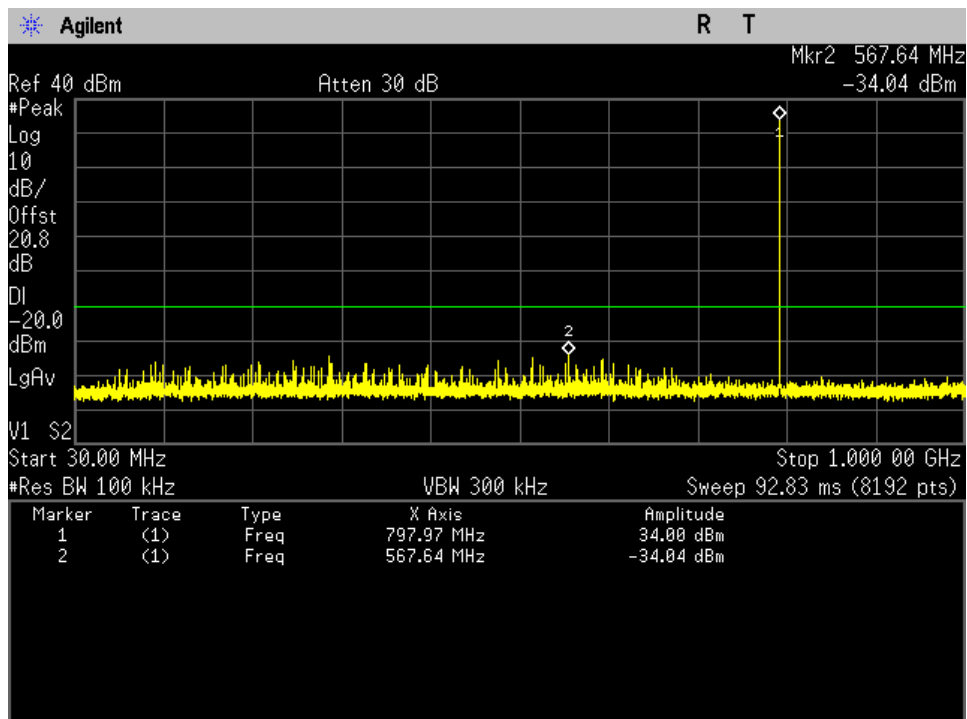 Agilent R T
Mkr2 567.64 MHz
Ref 40 dBm Atten 30 dB -34.04 dBm
#Peak
Log
10
dB/
Offst
20.8
dB
DI
-20.0
dBm
LgAv
V1 S2
1
2
Start 30.00 MHz Stop 1.000 00 GHz
#Res BW 100 kHz VBW 300 kHz Sweep 92.83 ms (8192 pts)
Marker Trace Type X Axis Amplitude
1 (1) Freq 797.97 MHz 34.00 dBm
2 (1) Freq 567.64 MHz -34.04 dBm